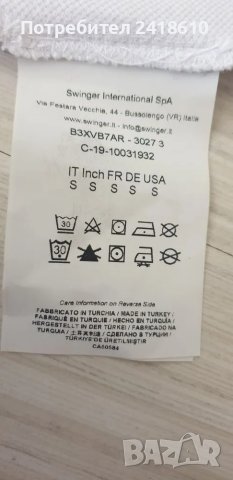 Потребител 2418610
Swinger International SpA
Via Festara Vecchia, 44 - Bussolengo (VR) Italia
www.swinger.it - info@swinger.it
B3XVB7AR - 3027 3
C-19-10031932
IT Inch FR DE USA
S S S S S
30
30
Care Information on Reverse Side
FABBRICATO IN TURCHIA / MADE IN TURKEY /
FABRIQUÉ EN TURQUIE / HECHO EN TURQUÍA
HERGESTELLT IN DER TÜRKEI / FABRICADO NA
TURQUIA / 土耳其制造 / СДЕЛАНО В ТУРЦИИ /
TÜRKİYE'DE ÜRETİLMİŞTİR
CA60584
BAZAR